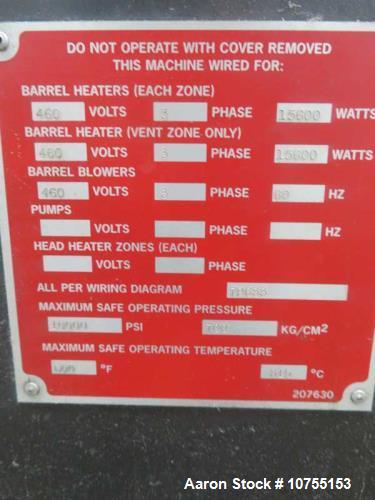 DO NOT OPERATE WITH COVER REMOVED
THIS MACHINE WIRED FOR:
BARREL HEATERS (EACH ZONE)
460 VOLTS 3 PHASE 15600 WATTS
BARREL HEATER (VENT ZONE ONLY)
460 VOLTS 3 PHASE 15600 WATTS
BARREL BLOWERS
460 VOLTS 3 PHASE 60 HZ
PUMPS
VOLTS PHASE HZ
HEAD HEATER ZONES (EACH)
VOLTS PHASE
ALL PER WIRING DIAGRAM
MAXIMUM SAFE OPERATING PRESSURE
10000 PSI 703 KG/CM2
MAXIMUM SAFE OPERATING TEMPERATURE
600 °F °C
207630
Aaron Stock # 10755153